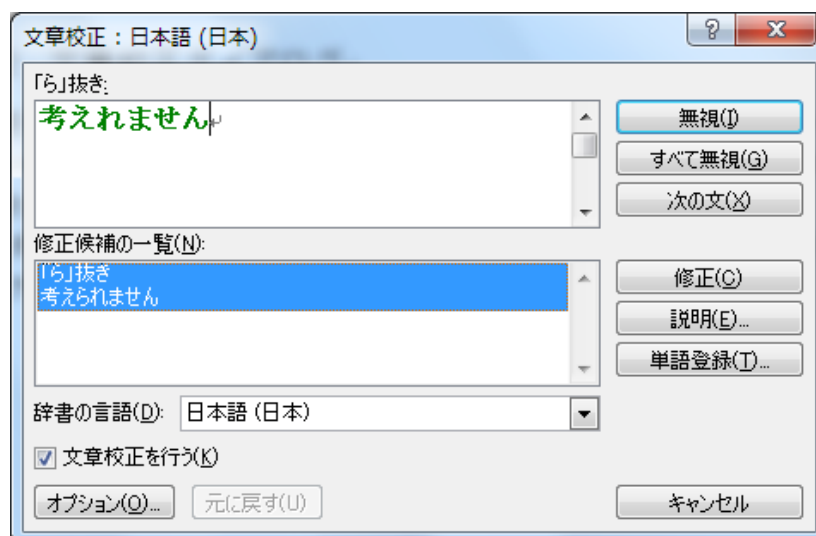 文章校正：日本語 (日本)
「ら」抜き:
考えれません
無視(I)
すべて無視(G)
次の文(X)
修正候補の一覧(N):
「ら」抜き
考えられません
修正(C)
説明(E)...
単語登録(T)...
辞書の言語(D): 日本語 (日本)
文章校正を行う(K)
オプション(O)... 元に戻す(U) キャンセル